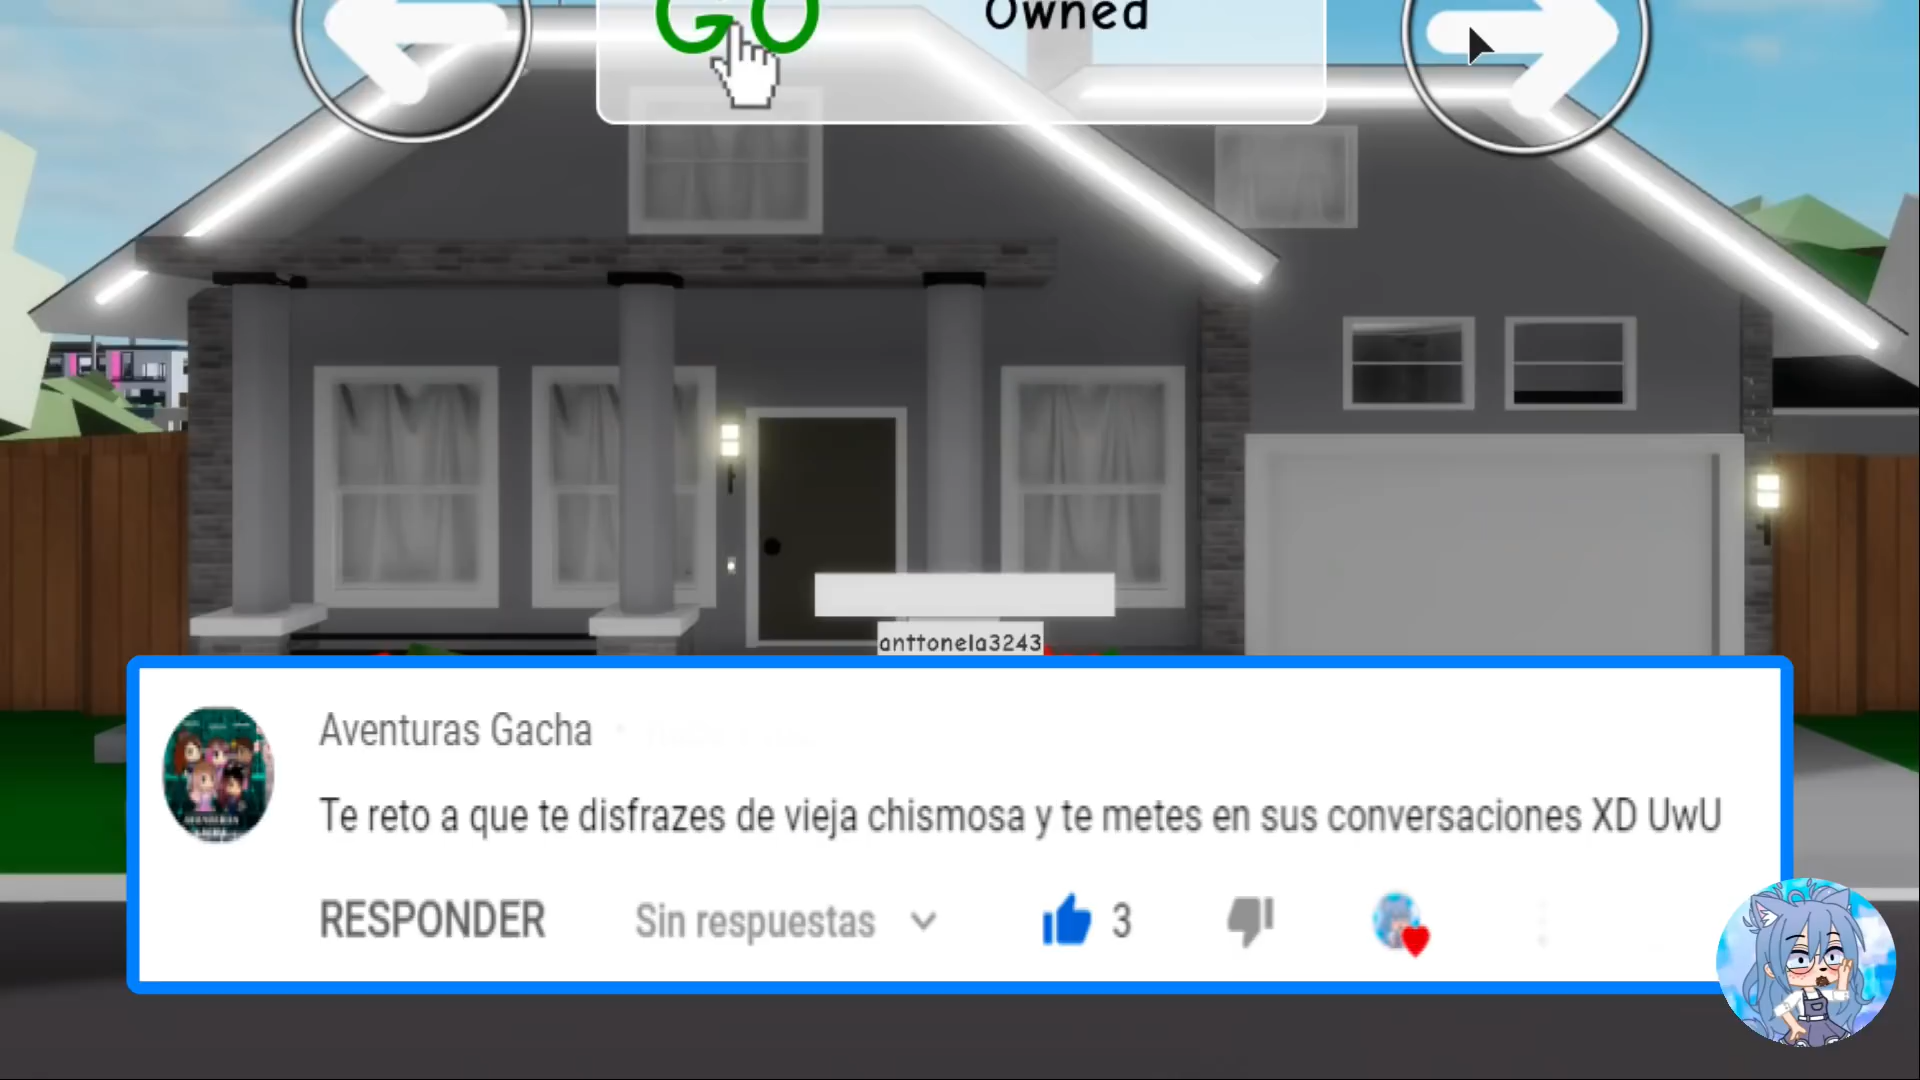 GO
Owned
anttonela3243
Aventuras Gacha
Te reto a que te disfrazes de vieja chismosa y te metes en sus conversaciones XD UwU
RESPONDER
Sin respuestas
3